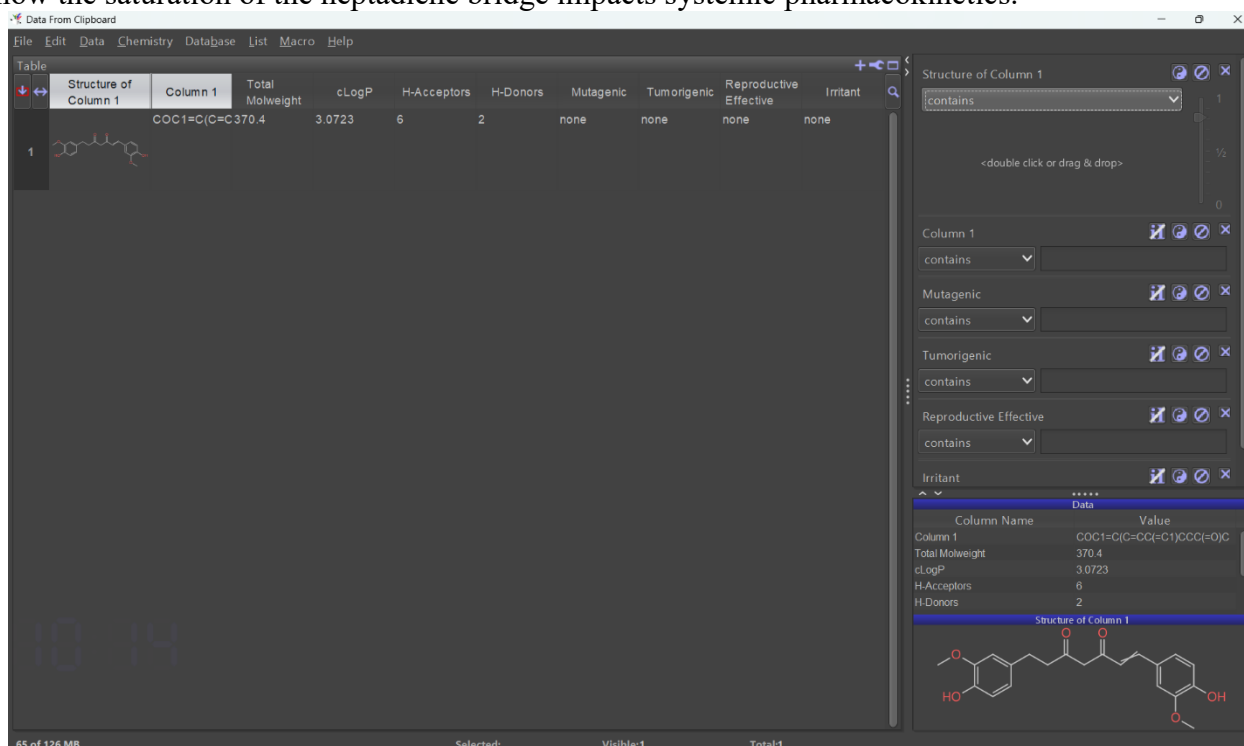 how the saturation of the heptadiene bridge impacts systemic pharmacokinetics.
Data From Clipboard
File Edit Data Chemistry Database List Macro Help
Table
Structure of Column 1
Column 1
Total Molweight
cLogP
H-Acceptors
H-Donors
Mutagenic
Tumorigenic
Reproductive Effective
Irritant
1
COC1=C(C=C
370.4
3.0723
6
2
none
none
none
none
Structure of Column 1
contains
1
½
0
<double click or drag & drop>
Column 1
contains
Mutagenic
contains
Tumorigenic
contains
Reproductive Effective
contains
Irritant
Data
Column Name Value
Column 1 COC1=C(C=CC(=C1)CCC(=O)C
Total Molweight 370.4
cLogP 3.0723
H-Acceptors 6
H-Donors 2
Structure of Column 1
O O
O
HO
OH
O
10 14
65 of 126 MB
Selected:
Visible:1
Total:1